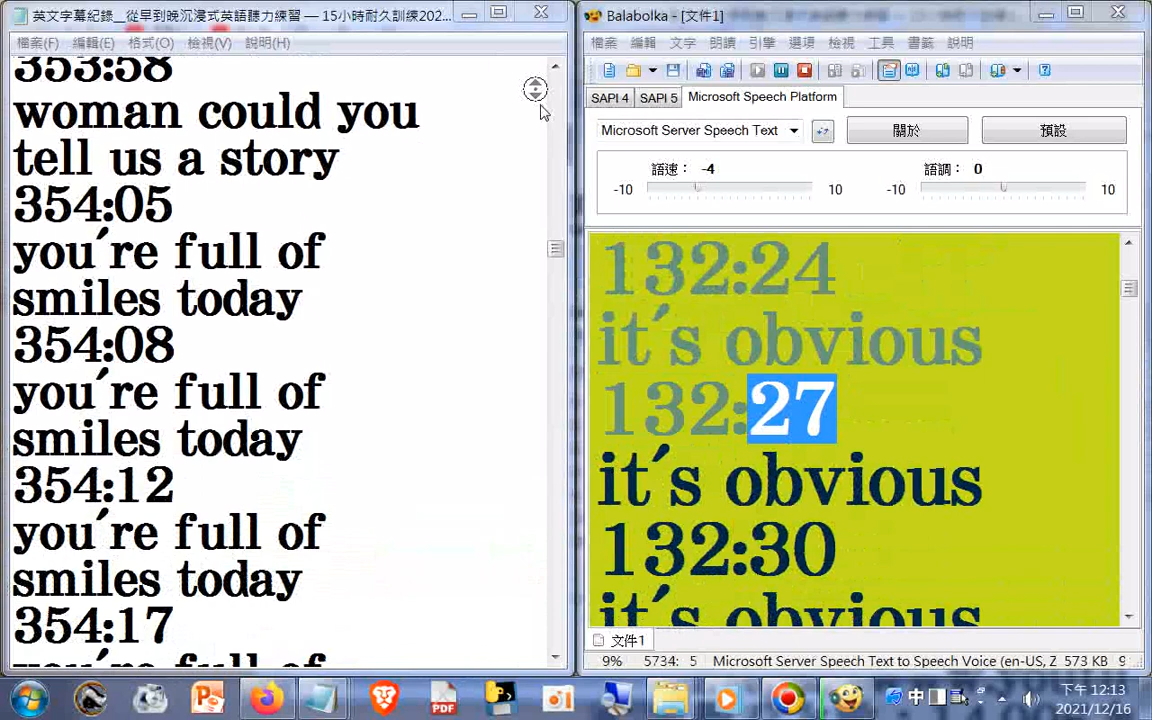 英文字幕紀錄__從早到晚沉浸式英語聽力練習 — 15小時耐久訓練202...
檔案(F) 編輯(E) 格式(O) 檢視(V) 說明(H)
353:58
woman could you
tell us a story
354:05
you´re full of
smiles today
354:08
you´re full of
smiles today
354:12
you´re full of
smiles today
354:17
you´re full of
Balabolka - [文件1]
檔案 編輯 文字 朗讀 引擎 選項 檢視 工具 書籤 說明
SAPI 4 SAPI 5 Microsoft Speech Platform
Microsoft Server Speech Text 關於 預設
語速： -4 語調： 0
-10 10 -10 10
132:24
it´s obvious
132:27
it´s obvious
132:30
it´s obvious
文件1
9% 5734: 5 Microsoft Server Speech Text to Speech Voice (en-US, Z 573 KB 9
中 下午 12:13
2021/12/16